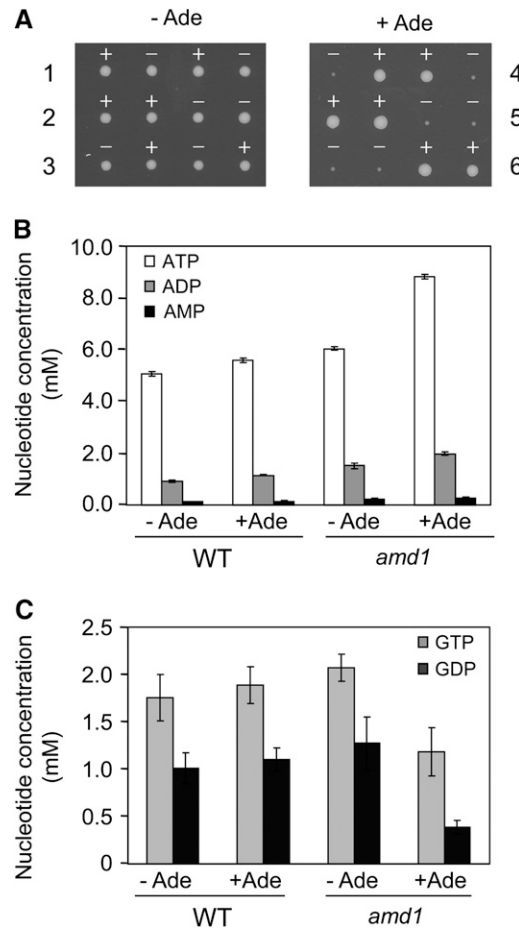 A
- Ade
+ Ade
+ − + −
1
+ + − −
2
− + − +
3
− + + −
4
+ + − −
5
− − + +
6
B
Nucleotide concentration
(mM)
10.0
8.0
6.0
4.0
2.0
0.0
ATP
ADP
AMP
- Ade +Ade - Ade +Ade
WT amd1
C
Nucleotide concentration
(mM)
2.5
2.0
1.5
1.0
0.5
0
GTP
GDP
- Ade +Ade - Ade +Ade
WT amd1